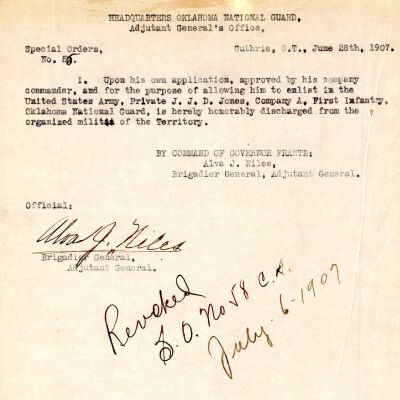 HEADQUARTERS OKLAHOMA NATIONAL GUARD,
Adjutant General's Office,
Special Orders, Guthrie, O.T., June 28th, 1907.
No. 55.
I. Upon his own application, approved by his company
commander, and for the purpose of allowing him to enlist in the
United States Army, Private J. J. D. Jones, Company A, First Infantry,
Oklahoma National Guard, is hereby honorably discharged from the
organized militia of the Territory.
BY COMMAND OF GOVERNOR FRANTZ:
Alva J. Niles,
Brigadier General, Adjutant General.
Official:
Alva J. Niles
Brigadier General,
Adjutant General.
Revoked
S.O. No 58 C.S.
July. 6-1907